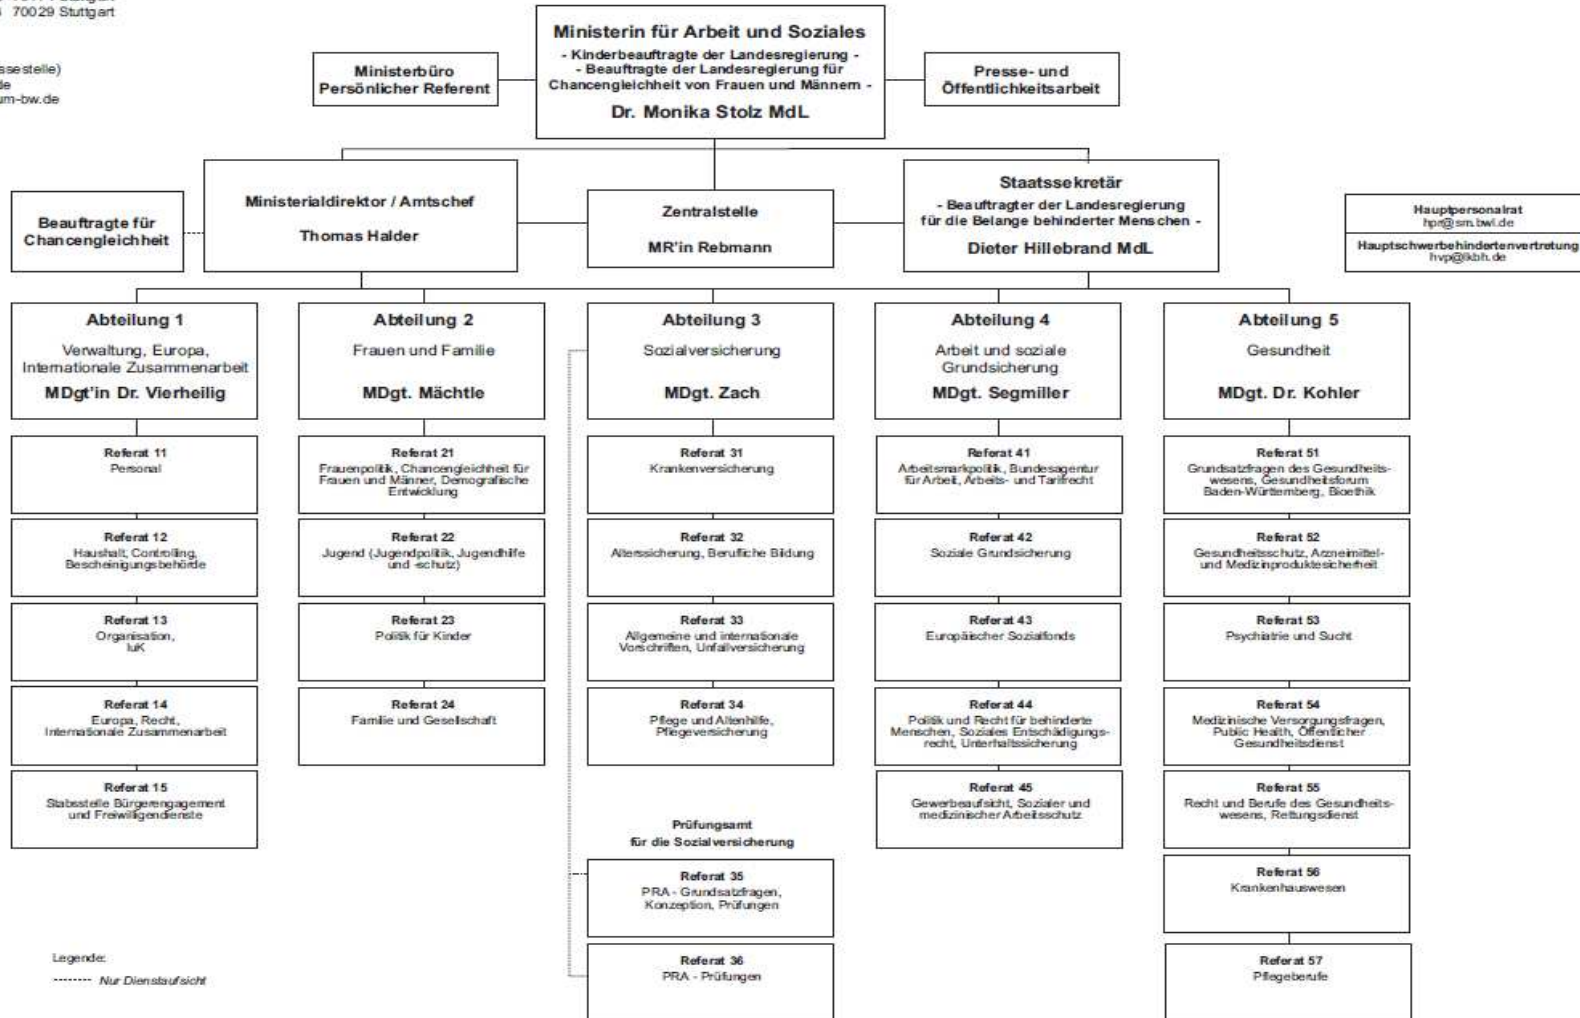 70029 Stuttgart
um-bw.de
Ministerin für Arbeit und Soziales
- Kinderbeauftragte der Landesregierung -
- Beauftragte der Landesregierung für
Chancengleichheit von Frauen und Männern -
Dr. Monika Stolz MdL
Ministerbüro
Persönlicher Referent
Presse- und
Öffentlichkeitsarbeit
Beauftragte für
Chancengleichheit
Ministerialdirektor / Amtschef
Thomas Halder
Zentralstelle
MR'in Rebmann
Staatssekretär
- Beauftragter der Landesregierung
für die Belange behinderter Menschen -
Dieter Hillebrand MdL
Hauptpersonalrat
hpr@sm.bwl.de
Hauptschwerbehindertenvertretung
hvp@lkbh.de
Abteilung 1
Verwaltung, Europa,
Internationale Zusammenarbeit
MDgt'in Dr. Vierheilig
Referat 11
Personal
Referat 12
Haushalt, Controlling,
Bescheinigungsbehörde
Referat 13
Organisation,
IuK
Referat 14
Europa, Recht,
Internationale Zusammenarbeit
Referat 15
Stabsstelle Bürgerengagement
und Freiwilligendienste
Abteilung 2
Frauen und Familie
MDgt. Mächtle
Referat 21
Frauenpolitik, Chancengleichheit für
Frauen und Männer, Demografische
Entwicklung
Referat 22
Jugend (Jugendpolitik, Jugendhilfe
und -schutz)
Referat 23
Politik für Kinder
Referat 24
Familie und Gesellschaft
Abteilung 3
Sozialversicherung
MDgt. Zach
Referat 31
Krankenversicherung
Referat 32
Alterssicherung, Berufliche Bildung
Referat 33
Allgemeine und internationale
Vorschriften, Unfallversicherung
Referat 34
Pflege und Altenhilfe,
Pflegeversicherung
Prüfungsamt
für die Sozialversicherung
Referat 35
PRA - Grundsatzfragen,
Konzeption, Prüfungen
Referat 36
PRA - Prüfungen
Abteilung 4
Arbeit und soziale
Grundsicherung
MDgt. Segmiller
Referat 41
Arbeitsmarkpolitik, Bundesagentur
für Arbeit, Arbeits- und Tarifrecht
Referat 42
Soziale Grundsicherung
Referat 43
Europäischer Sozialfonds
Referat 44
Politik und Recht für behinderte
Menschen, Soziales Entschädigungs-
recht, Unterhaltssicherung
Referat 45
Gewerbeaufsicht, Sozialer und
medizinischer Arbeitsschutz
Abteilung 5
Gesundheit
MDgt. Dr. Kohler
Referat 51
Grundsatzfragen des Gesundheits-
wesens, Gesundheitsforum
Baden-Württemberg, Bioethik
Referat 52
Gesundheitsschutz, Arzneimittel-
und Medizinproduktesicherheit
Referat 53
Psychiatrie und Sucht
Referat 54
Medizinische Versorgungsfragen,
Public Health, Öffentlicher
Gesundheitsdienst
Referat 55
Recht und Berufe des Gesundheits-
wesens, Rettungsdienst
Referat 56
Krankenhauswesen
Referat 57
Pflegeberufe
Legende:
-------- Nur Dienstaufsicht